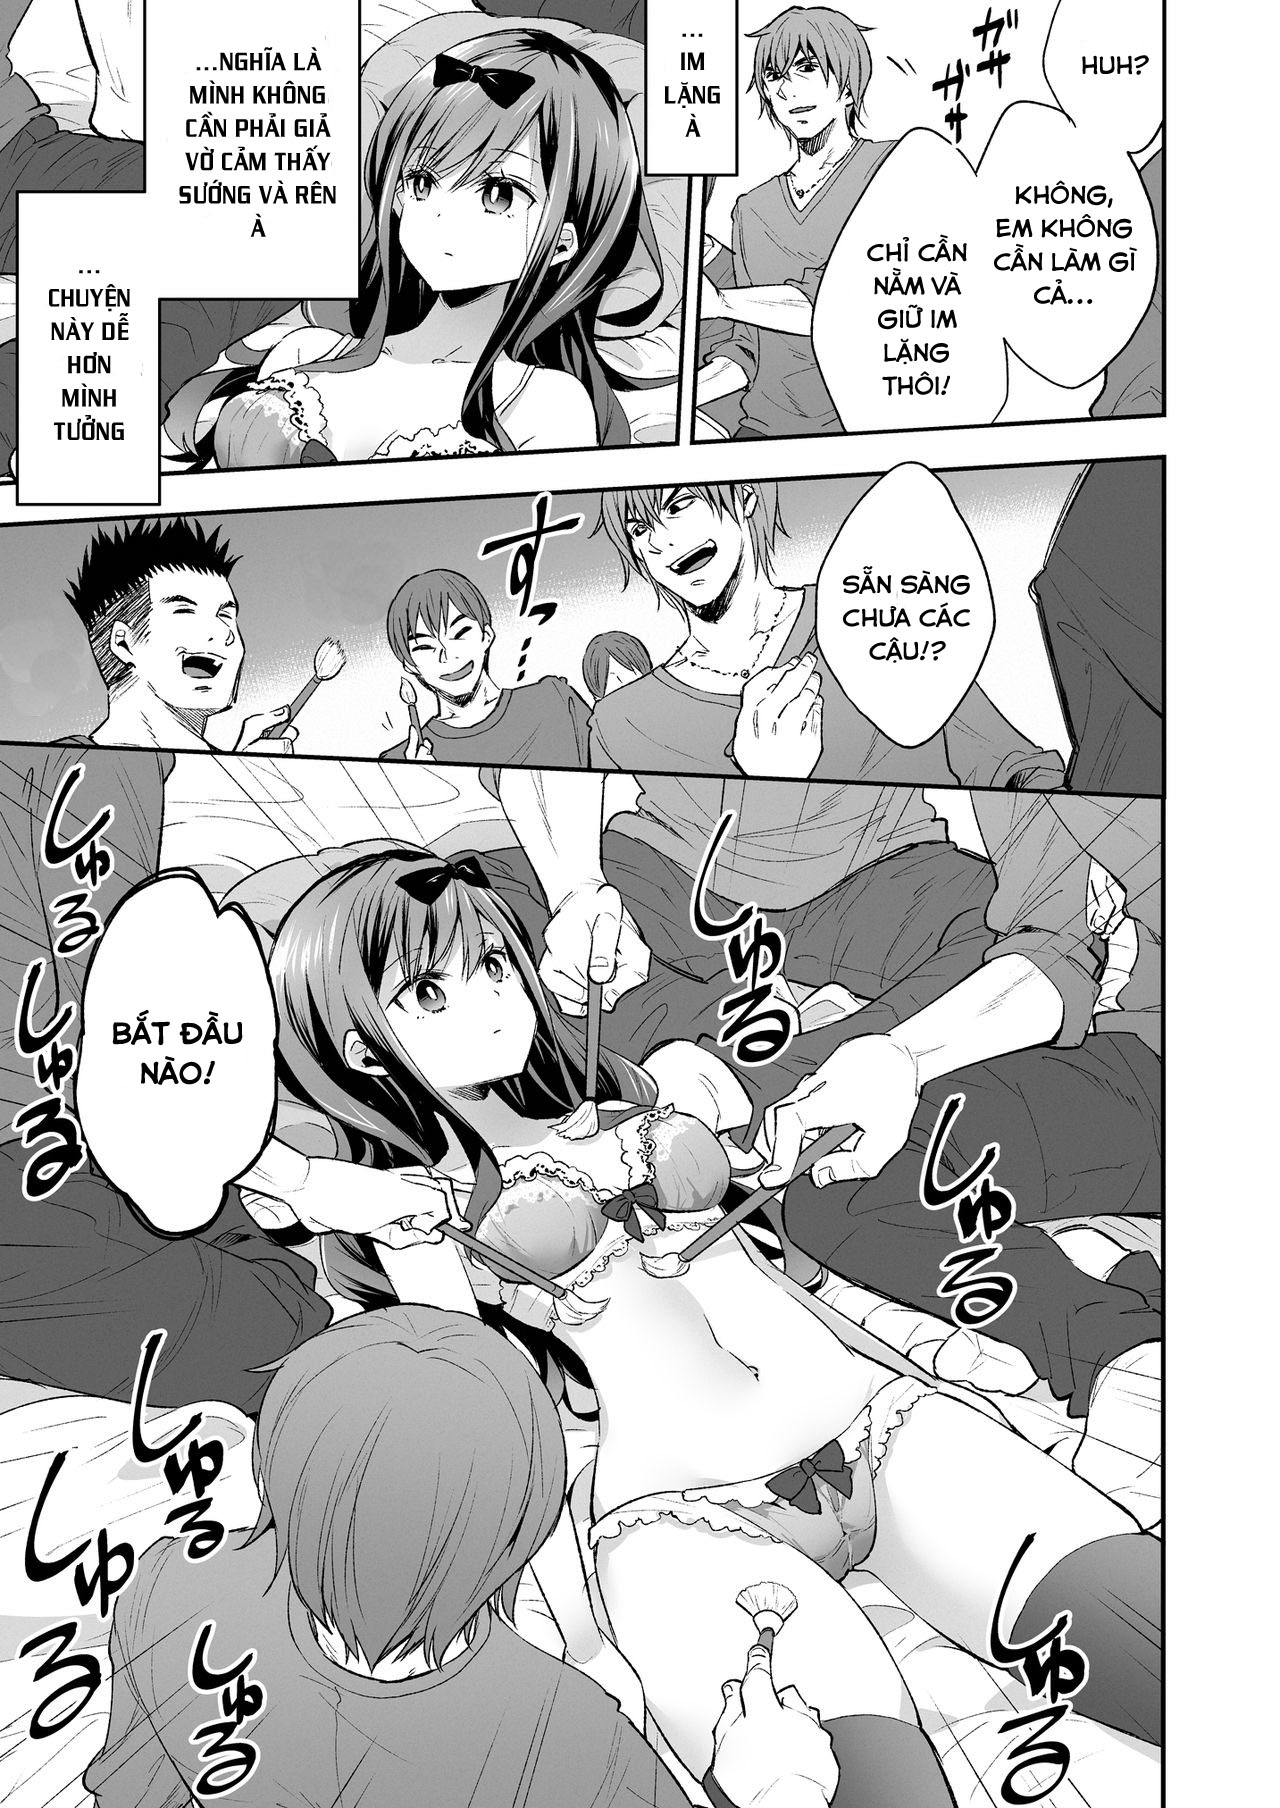 HUH?
KHÔNG,
EM KHÔNG
CẦN LÀM GÌ
CẢ...
CHỈ CẦN
NẰM VÀ
GIỮ IM
LẶNG
THÔI!
ガサ
ガサ
...
IM
LẶNG
À
...NGHĨA LÀ
MÌNH KHÔNG
CẦN PHẢI GIẢ
VỜ CẢM THẤY
SƯỚNG VÀ RÊN
À
...
CHUYỆN
NÀY DỄ
HƠN
MÌNH
TƯỞNG
SẴN SÀNG
CHƯA CÁC
CẬU!?
すっ…
BẮT ĐẦU
NÀO!
しゅる
しゅる
しゅる
しゅる
しゅる
しゅる
しゅる
しゅる